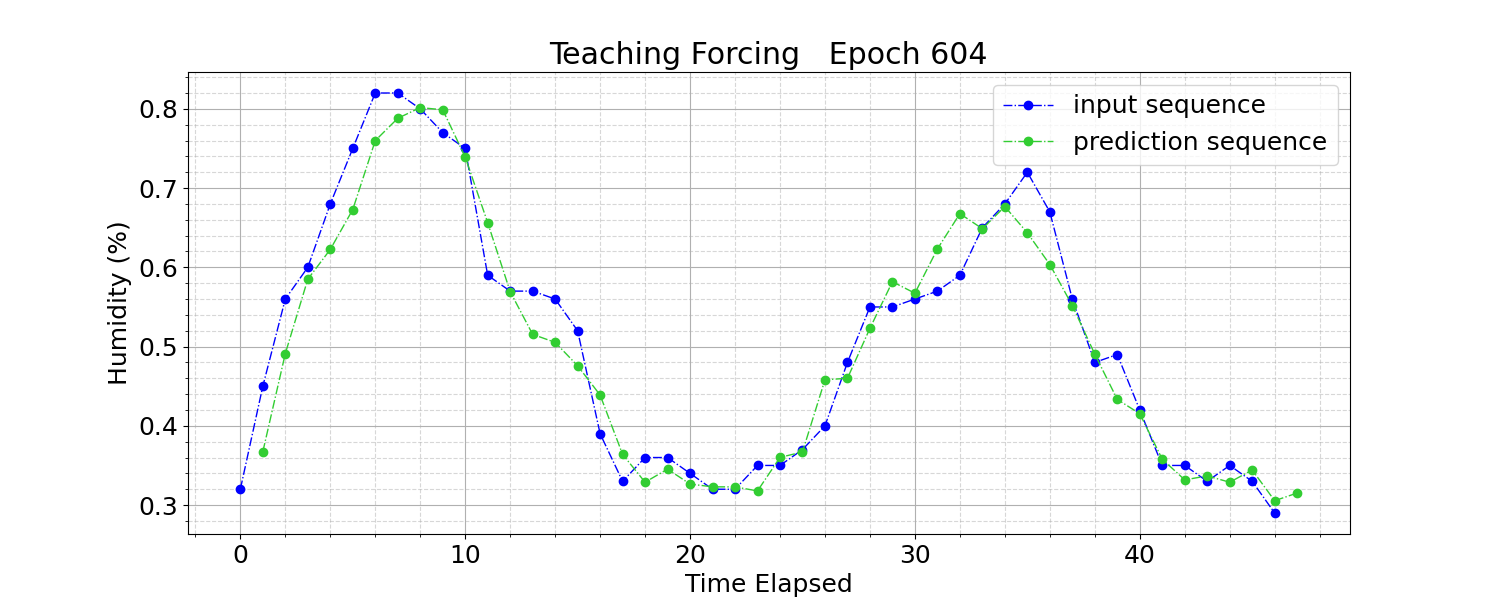 Teaching Forcing   Epoch 604
input sequence
prediction sequence
Humidity (%)
0.8
0.7
0.6
0.5
0.4
0.3
0 10 20 30 40
Time Elapsed